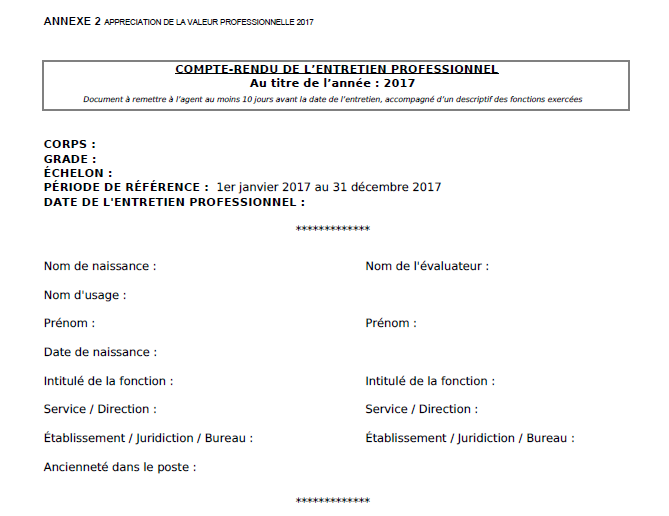 ANNEXE 2 APPRECIATION DE LA VALEUR PROFESSIONNELLE 2017
COMPTE-RENDU DE L’ENTRETIEN PROFESSIONNEL
Au titre de l’année : 2017
Document à remettre à l’agent au moins 10 jours avant la date de l’entretien, accompagné d’un descriptif des fonctions exercées
CORPS :
GRADE :
ÉCHELON :
PÉRIODE DE RÉFÉRENCE : 1er janvier 2017 au 31 décembre 2017
DATE DE L'ENTRETIEN PROFESSIONNEL :
*************
Nom de naissance : Nom de l'évaluateur :
Nom d'usage :
Prénom : Prénom :
Date de naissance :
Intitulé de la fonction : Intitulé de la fonction :
Service / Direction : Service / Direction :
Établissement / Juridiction / Bureau : Établissement / Juridiction / Bureau :
Ancienneté dans le poste :
*************